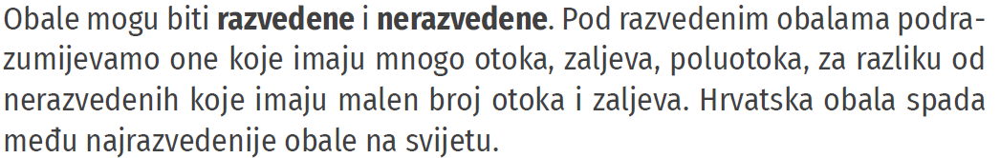 Obale mogu biti razvedene i nerazvedene. Pod razvedenim obalama podra-
zumijevamo one koje imaju mnogo otoka, zaljeva, poluotoka, za razliku od
nerazvedenih koje imaju malen broj otoka i zaljeva. Hrvatska obala spada
među najrazvedenije obale na svijetu.